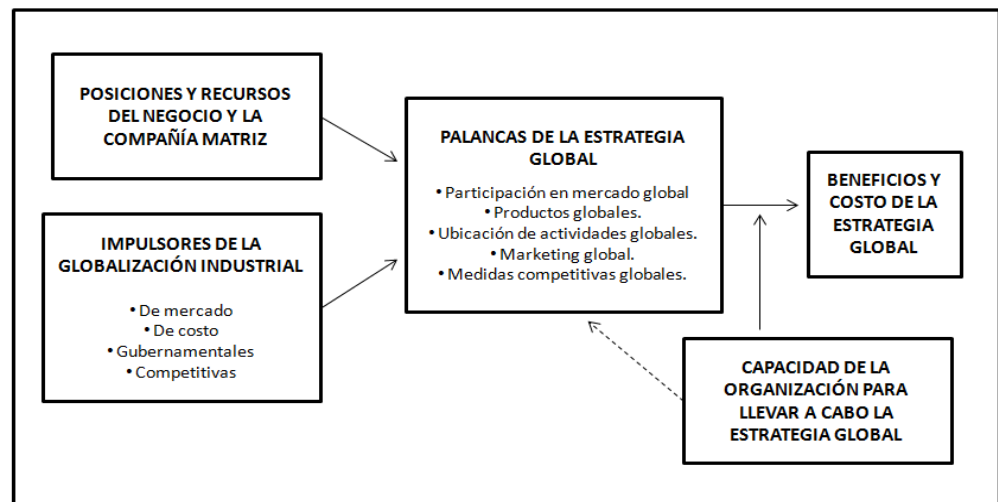 POSICIONES Y RECURSOS
DEL NEGOCIO Y LA
COMPAÑÍA MATRIZ
IMPULSORES DE LA
GLOBALIZACIÓN INDUSTRIAL
• De mercado
• De costo
• Gubernamentales
• Competitivas
PALANCAS DE LA ESTRATEGIA
GLOBAL
• Participación en mercado global
• Productos globales.
• Ubicación de actividades globales.
• Marketing global.
• Medidas competitivas globales.
BENEFICIOS Y
COSTO DE LA
ESTRATEGIA
GLOBAL
CAPACIDAD DE LA
ORGANIZACIÓN PARA
LLEVAR A CABO LA
ESTRATEGIA GLOBAL